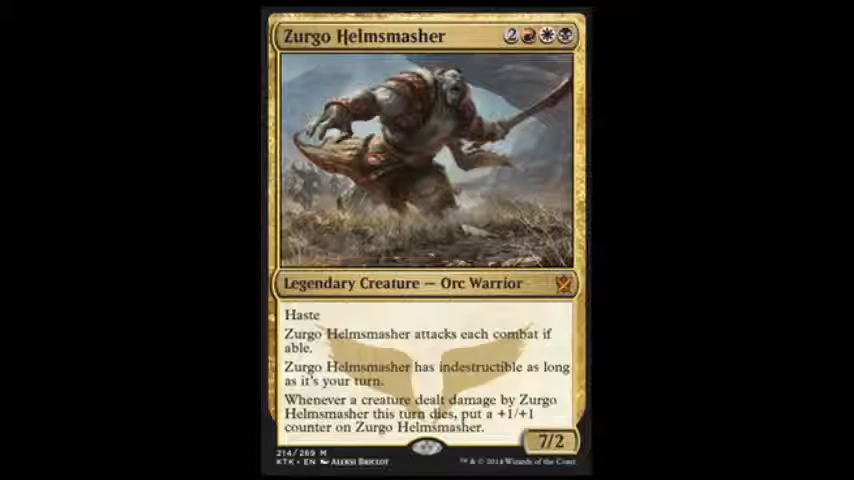 Zurgo Helmsmasher 2
Legendary Creature — Orc Warrior
Haste
Zurgo Helmsmasher attacks each combat if
able.
Zurgo Helmsmasher has indestructible as long
as it's your turn.
Whenever a creature dealt damage by Zurgo
Helmsmasher this turn dies, put a +1/+1
counter on Zurgo Helmsmasher.
7/2
214/269 M
KTK • EN Aleksi Briclot ™ & © 2014 Wizards of the Coast